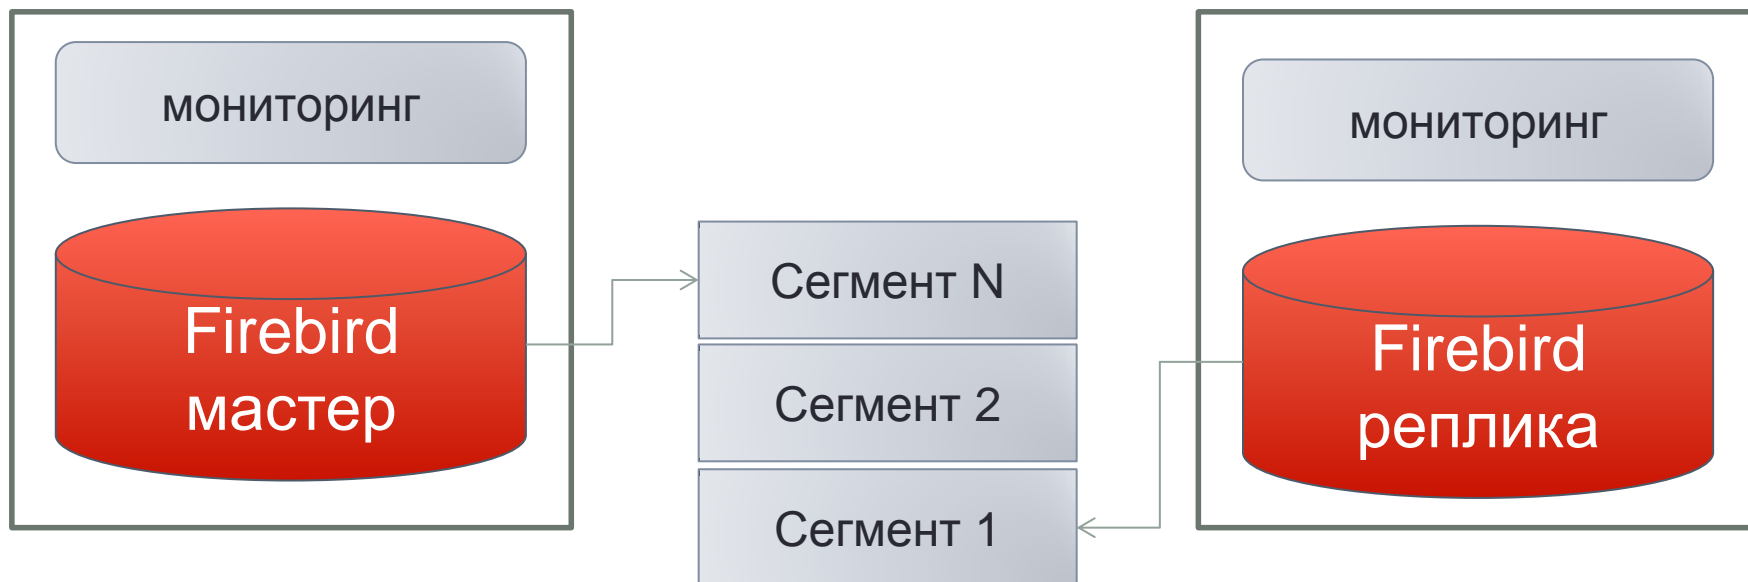 мониторинг
Firebird
мастер
Сегмент N
Сегмент 2
Сегмент 1
мониторинг
Firebird
реплика